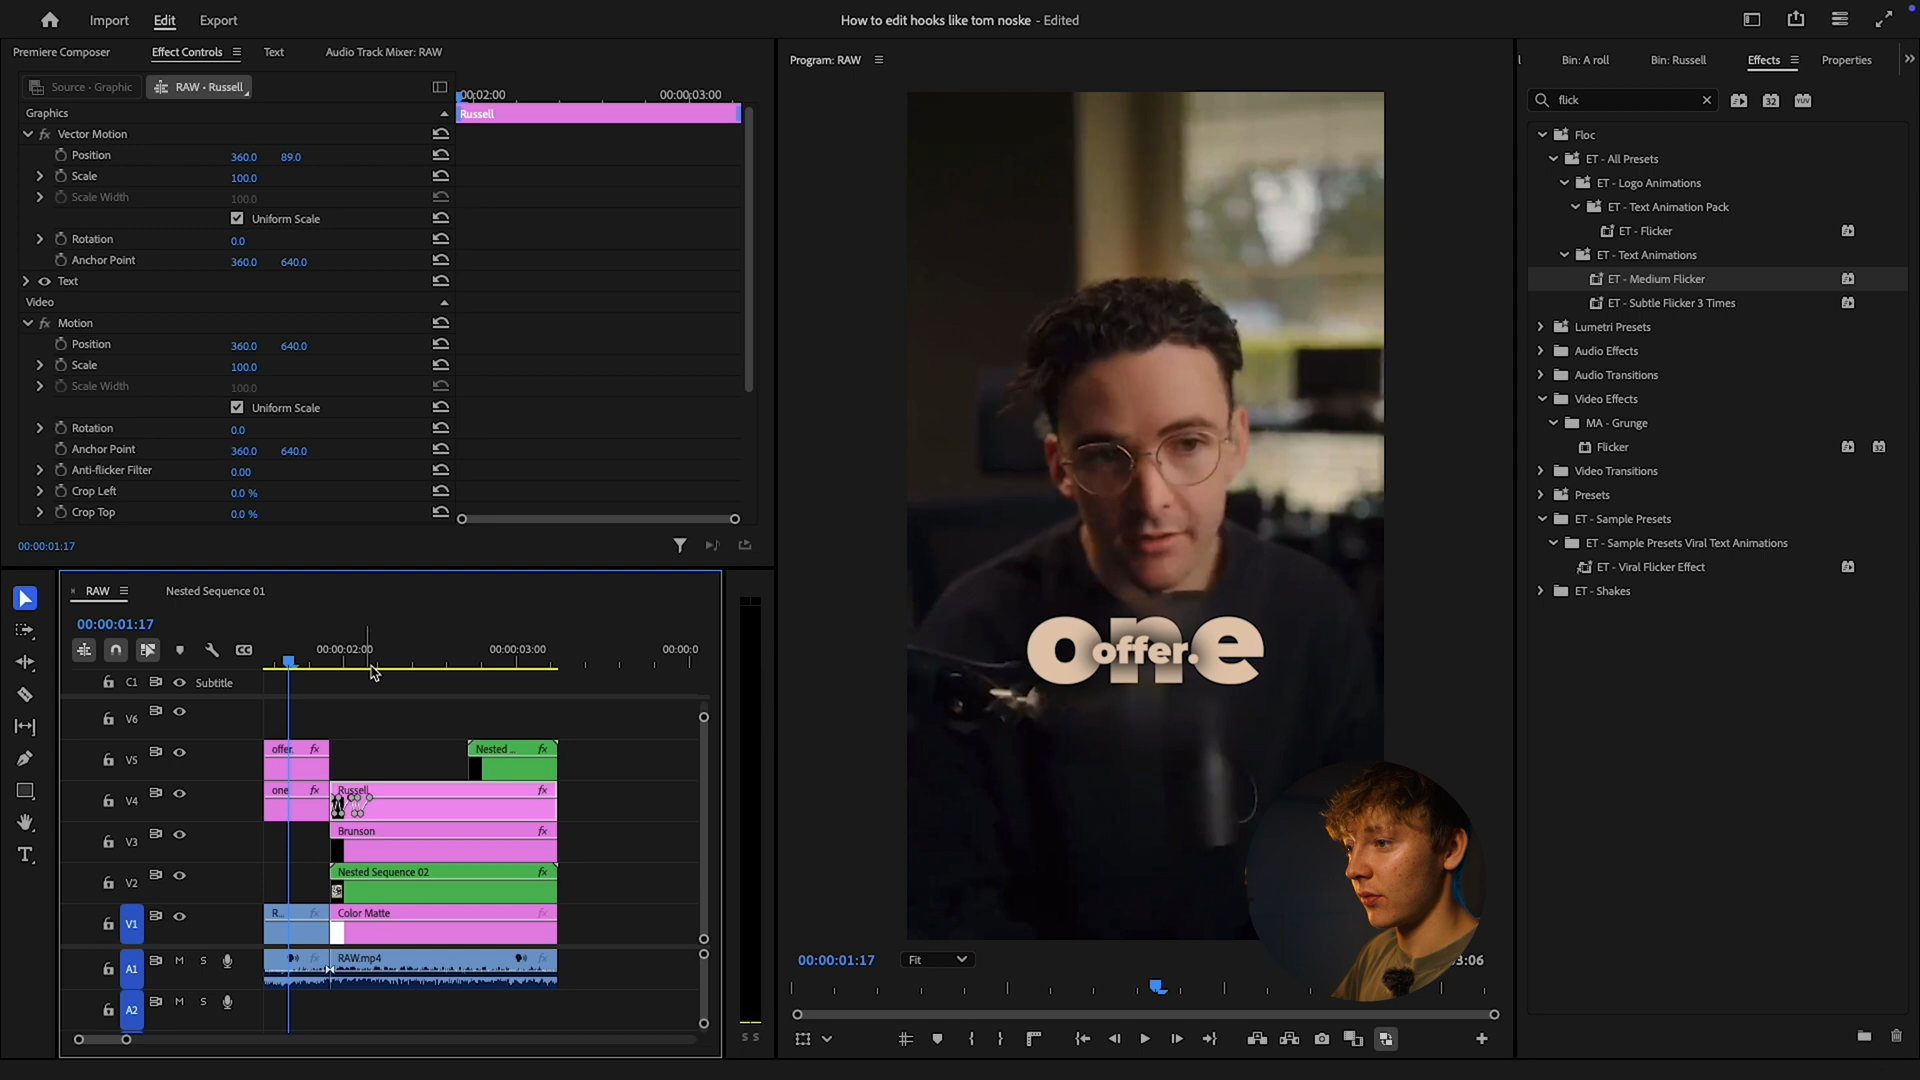 Import Edit Export
How to edit hooks like tom noske - Edited
Premiere Composer Effect Controls Text Audio Track Mixer: RAW
Source · Graphic RAW · Russell
00:00:02:00 00:00:03:00
Russell
Graphics
fx Vector Motion
Position 360.0 89.0
Scale 100.0
Scale Width 100.0
Uniform Scale
Rotation 0.0
Anchor Point 360.0 640.0
Text
Video
fx Motion
Position 360.0 640.0
Scale 100.0
Scale Width 100.0
Uniform Scale
Rotation 0.0
Anchor Point 360.0 640.0
Anti-flicker Filter 0.00
Crop Left 0.0 %
Crop Top 0.0 %
00:00:01:17
RAW Nested Sequence 01
00:00:01:17
00:00:02:00 00:00:03:00 00:00:0
CC
C1 Subtitle
V6
V5 offer. fx Nested ... fx
V4 one fx Russell fx
V3 Brunson fx
V2 Nested Sequence 02 fx
V1 R... fx Color Matte fx
A1 M S fx RAW.mp4 fx
A2 M S
S S
Program: RAW
one
offer.
00:00:01:17 Fit 3:06
Bin: A roll Bin: Russell Effects Properties
flick 32 YUV
Floc
ET - All Presets
ET - Logo Animations
ET - Text Animation Pack
ET - Flicker
ET - Text Animations
ET - Medium Flicker
ET - Subtle Flicker 3 Times
Lumetri Presets
Audio Effects
Audio Transitions
Video Effects
MA - Grunge
Flicker
Video Transitions
Presets
ET - Sample Presets
ET - Sample Presets Viral Text Animations
ET - Viral Flicker Effect
ET - Shakes